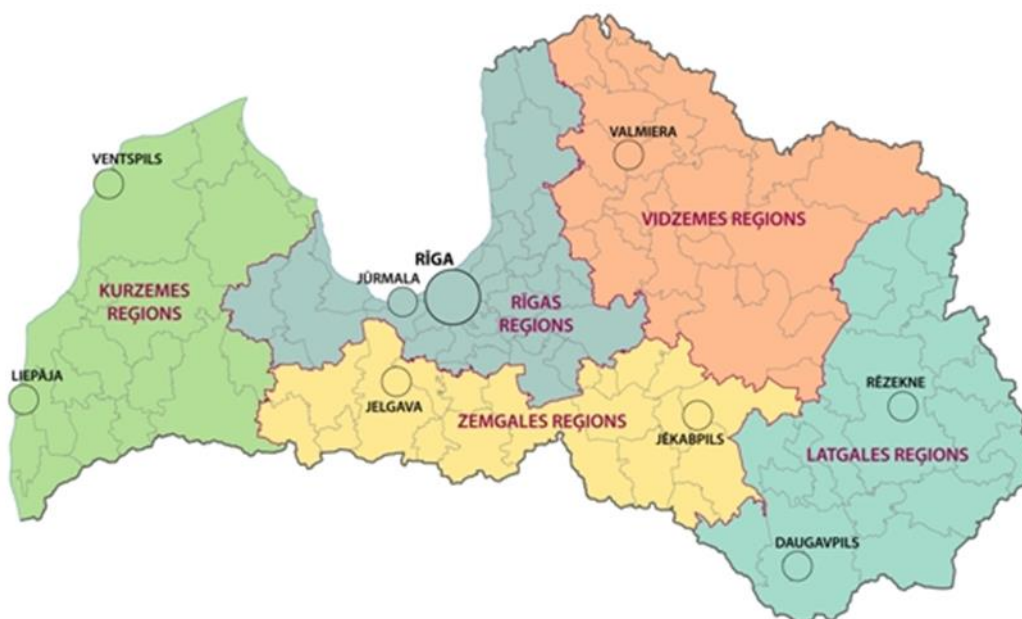 VALMIERA
VENTSPILS
VIDZEMES REĢIONS
RĪGA
JŪRMALA
KURZEMES
REĢIONS
RĪGAS
REĢIONS
LIEPĀJA
RĒZEKNE
JELGAVA
ZEMGALES REĢIONS
JĒKABPILS
LATGALES REĢIONS
DAUGAVPILS